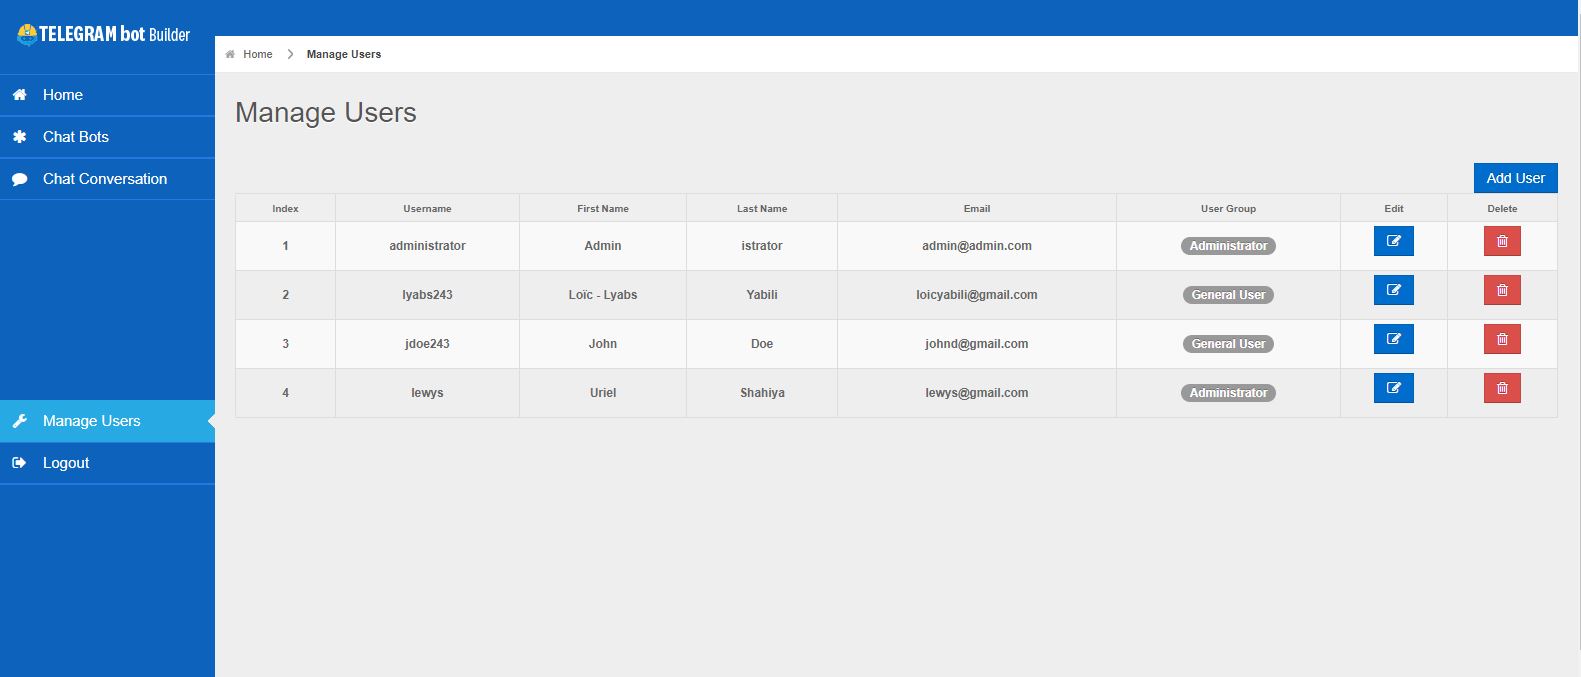 TELEGRAM bot Builder
Home > Manage Users
Home
Chat Bots
Chat Conversation
Manage Users
Logout
Manage Users
Add User
Index Username First Name Last Name Email User Group Edit Delete
1 administrator Admin istrator admin@admin.com Administrator
2 lyabs243 Loïc - Lyabs Yabili loicyabili@gmail.com General User
3 jdoe243 John Doe johnd@gmail.com General User
4 lewys Uriel Shahiya lewys@gmail.com Administrator